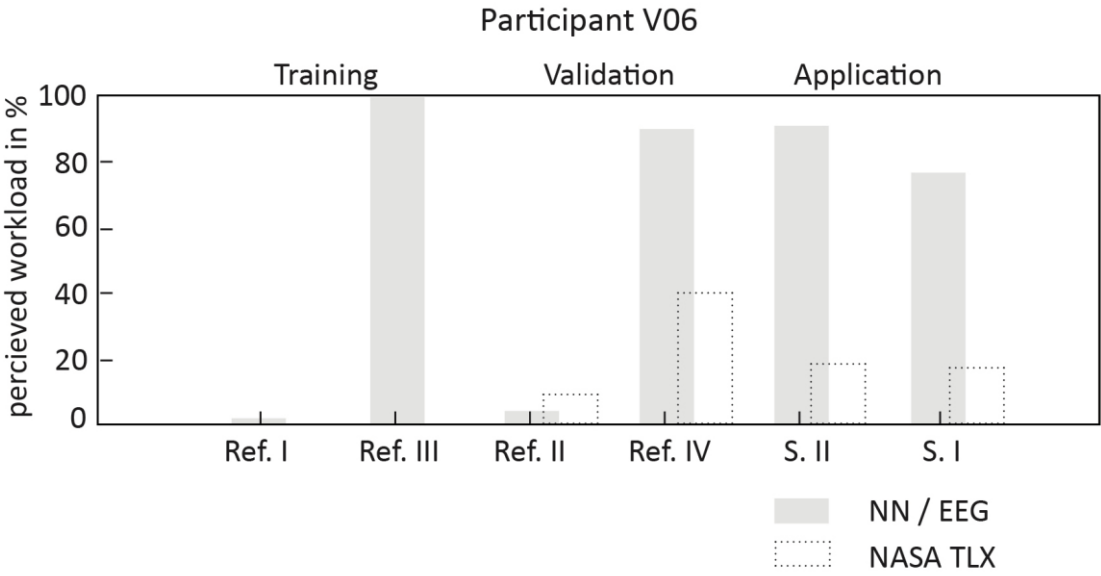 Participant V06
Training Validation Application
percieved workload in %
100
80
60
40
20
0
Ref. I Ref. III Ref. II Ref. IV S. II S. I
NN / EEG
NASA TLX